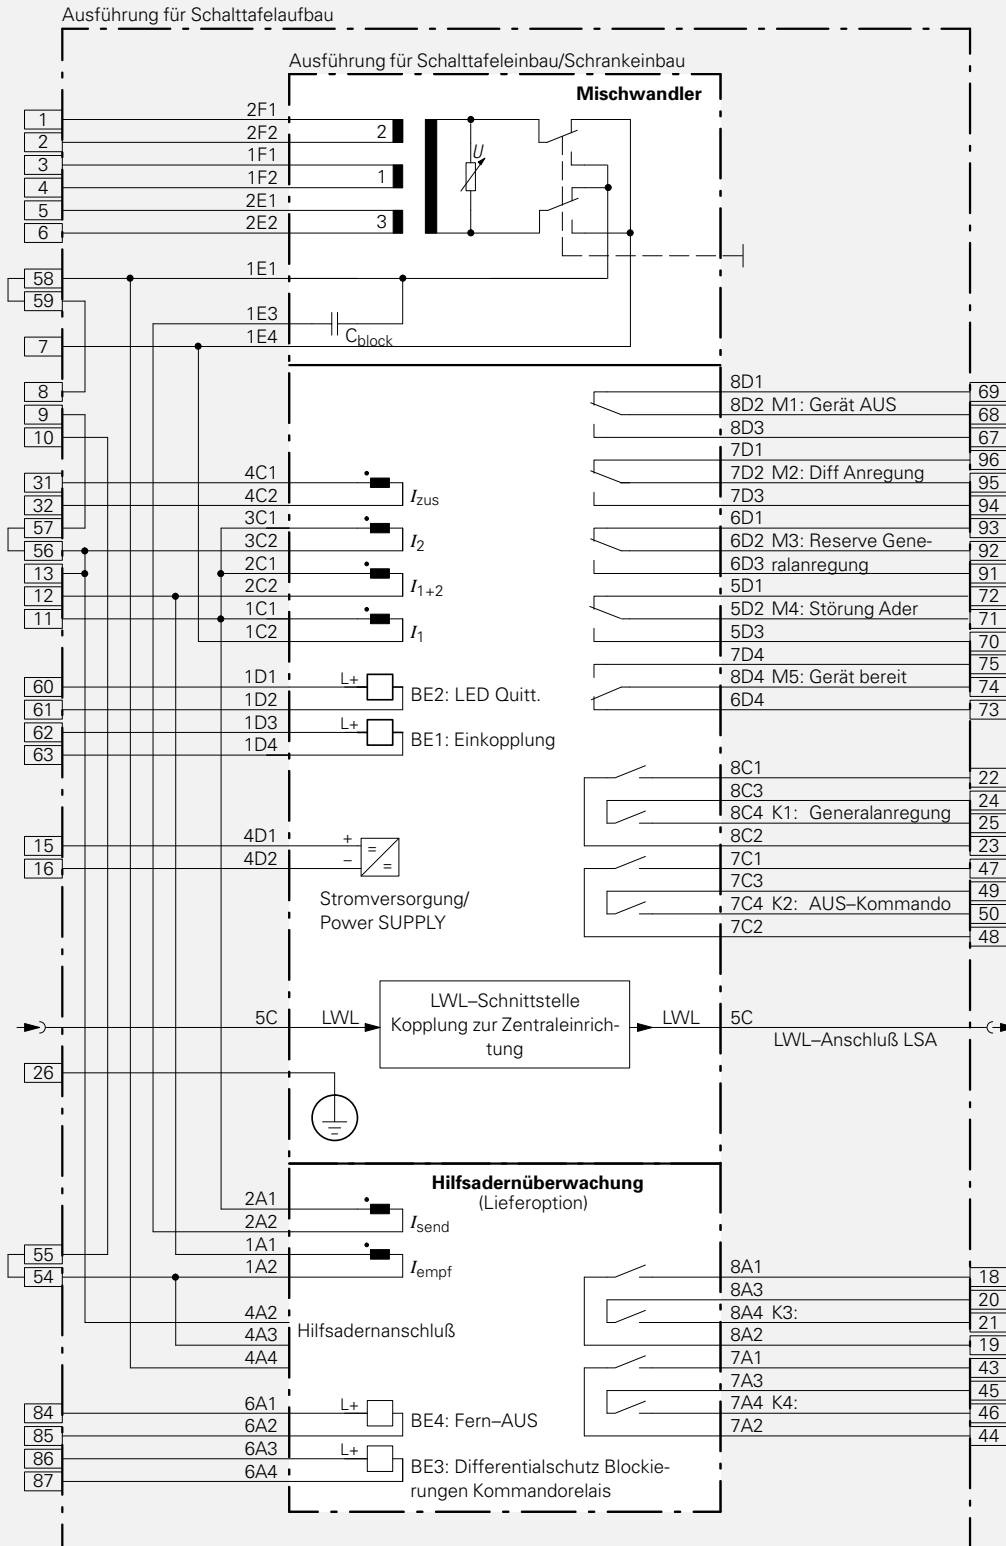 Ausführung für Schalttafelaufbau
Ausführung für Schalttafeleinbau/Schrankeinbau
Mischwandler
1 2F1
2 2F2 2
3 1F1
4 1F2 1
5 2E1
6 2E2 3
U
58 1E1
59
1E3
7 1E4
Cblock
8
9
10
8D1 69
8D2 M1: Gerät AUS 68
8D3 67
7D1 96
31 4C1
7D2 M2: Diff Anregung 95
32 4C2 Izus
7D3 94
57 3C1
6D1 93
56 3C2 I2
6D2 M3: Reserve Gene- 92
13 2C1
6D3 ralanregung 91
12 2C2 I1+2
5D1 72
11 1C1
5D2 M4: Störung Ader 71
1C2 I1
5D3 70
7D4 75
60 1D1 L+
8D4 M5: Gerät bereit 74
61 1D2 BE2: LED Quitt.
6D4 73
62 1D3 L+
63 1D4 BE1: Einkopplung
8C1 22
8C3 24
8C4 K1: Generalanregung 25
15 4D1 + =
8C2 23
16 4D2 – =
7C1 47
7C3 49
Stromversorgung/
Power SUPPLY
7C4 K2: AUS–Kommando 50
7C2 48
LWL–Schnittstelle
Kopplung zur Zentraleinrich-
tung
5C LWL
LWL 5C
LWL–Anschluß LSA
26
Hilfsadernüberwachung
(Lieferoption)
2A1
2A2 Isend
55 1A1
54 1A2 Iempf
8A1 18
8A3 20
4A2
8A4 K3: 21
Hilfsadernanschluß
4A3
8A2 19
4A4
7A1 43
7A3 45
84 6A1 L+
7A4 K4: 46
85 6A2 BE4: Fern–AUS
7A2 44
86 6A3 L+
87 6A4 BE3: Differentialschutz Blockie-
rungen Kommandorelais